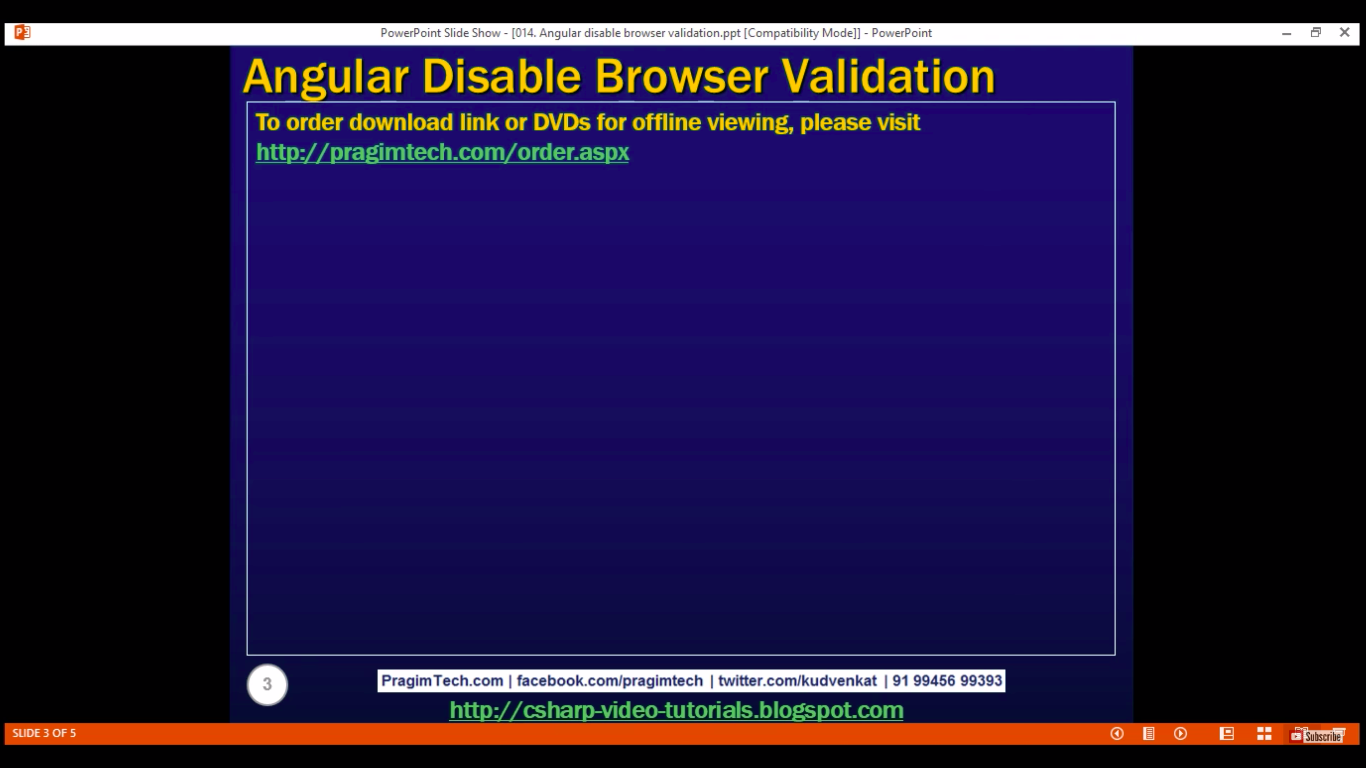 PowerPoint Slide Show - [014. Angular disable browser validation.ppt [Compatibility Mode]] - PowerPoint
Angular Disable Browser Validation
To order download link or DVDs for offline viewing, please visit
http://pragimtech.com/order.aspx
3
PragimTech.com | facebook.com/pragimtech | twitter.com/kudvenkat | 91 99456 99393
http://csharp-video-tutorials.blogspot.com
SLIDE 3 OF 5
Subscribe